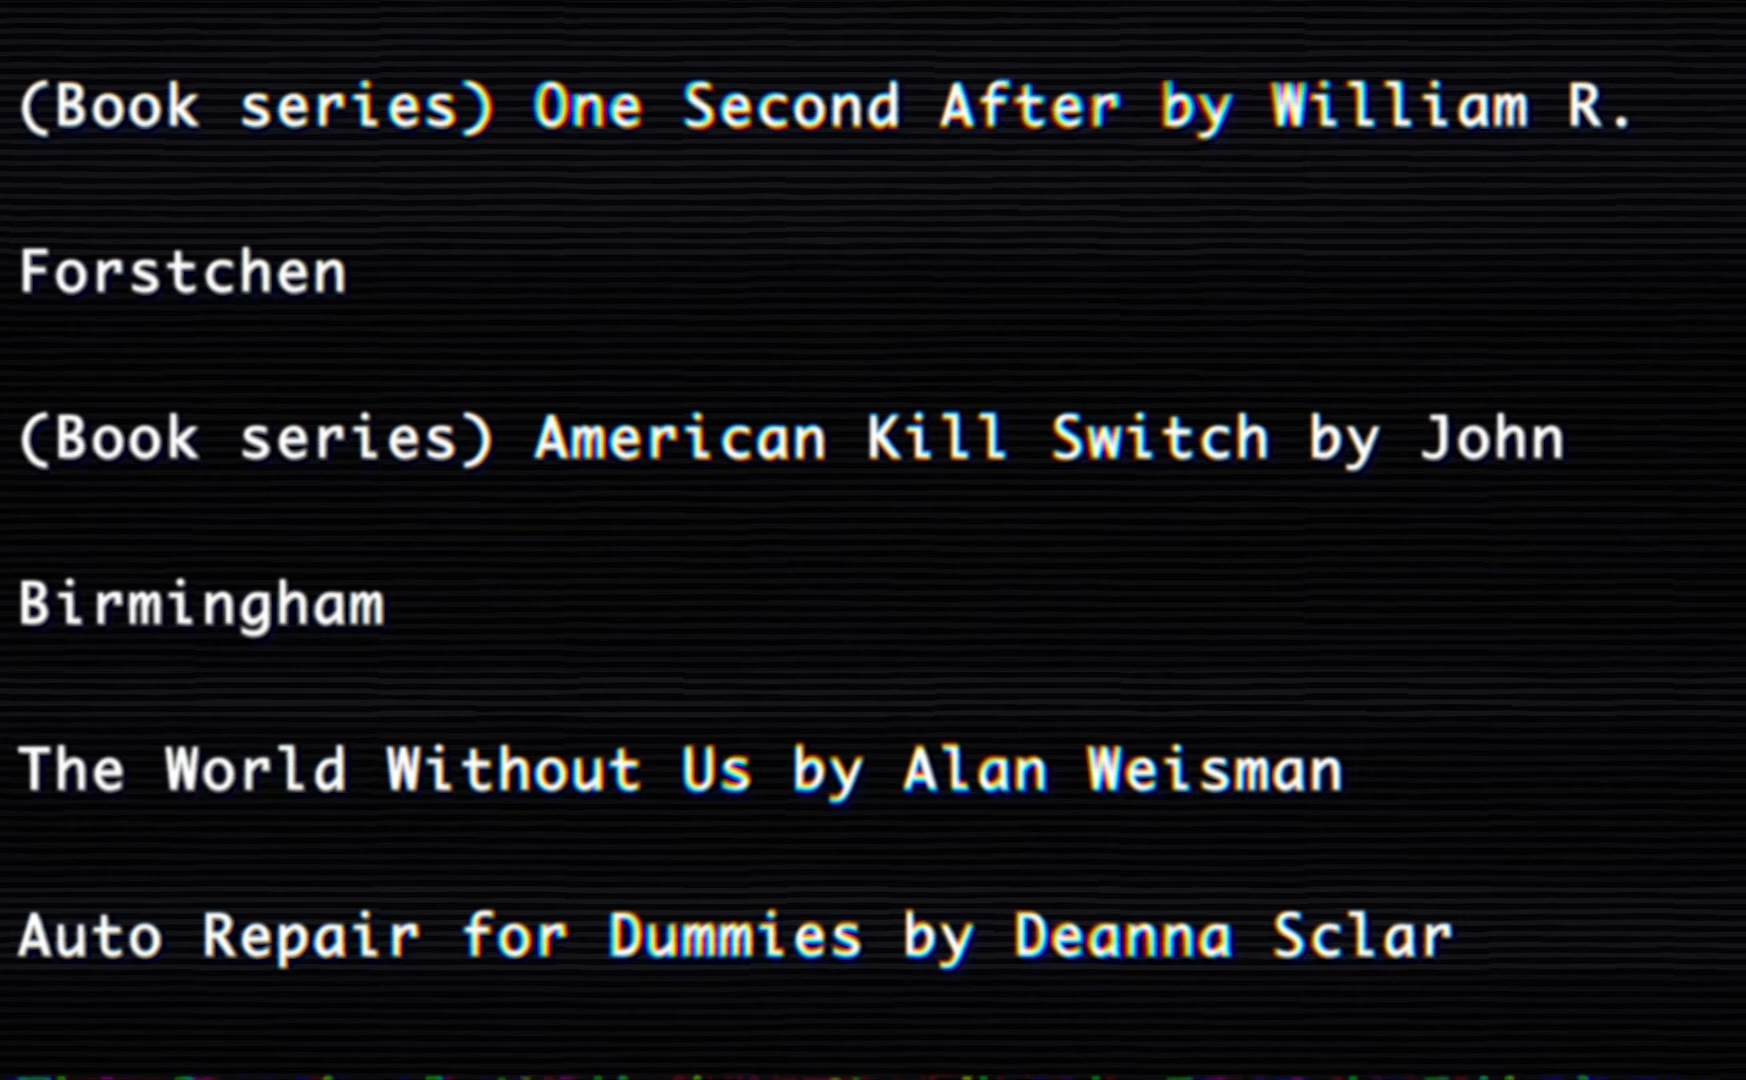 (Book series) One Second After by William R.
Forstchen
(Book series) American Kill Switch by John
Birmingham
The World Without Us by Alan Weisman
Auto Repair for Dummies by Deanna Sclar